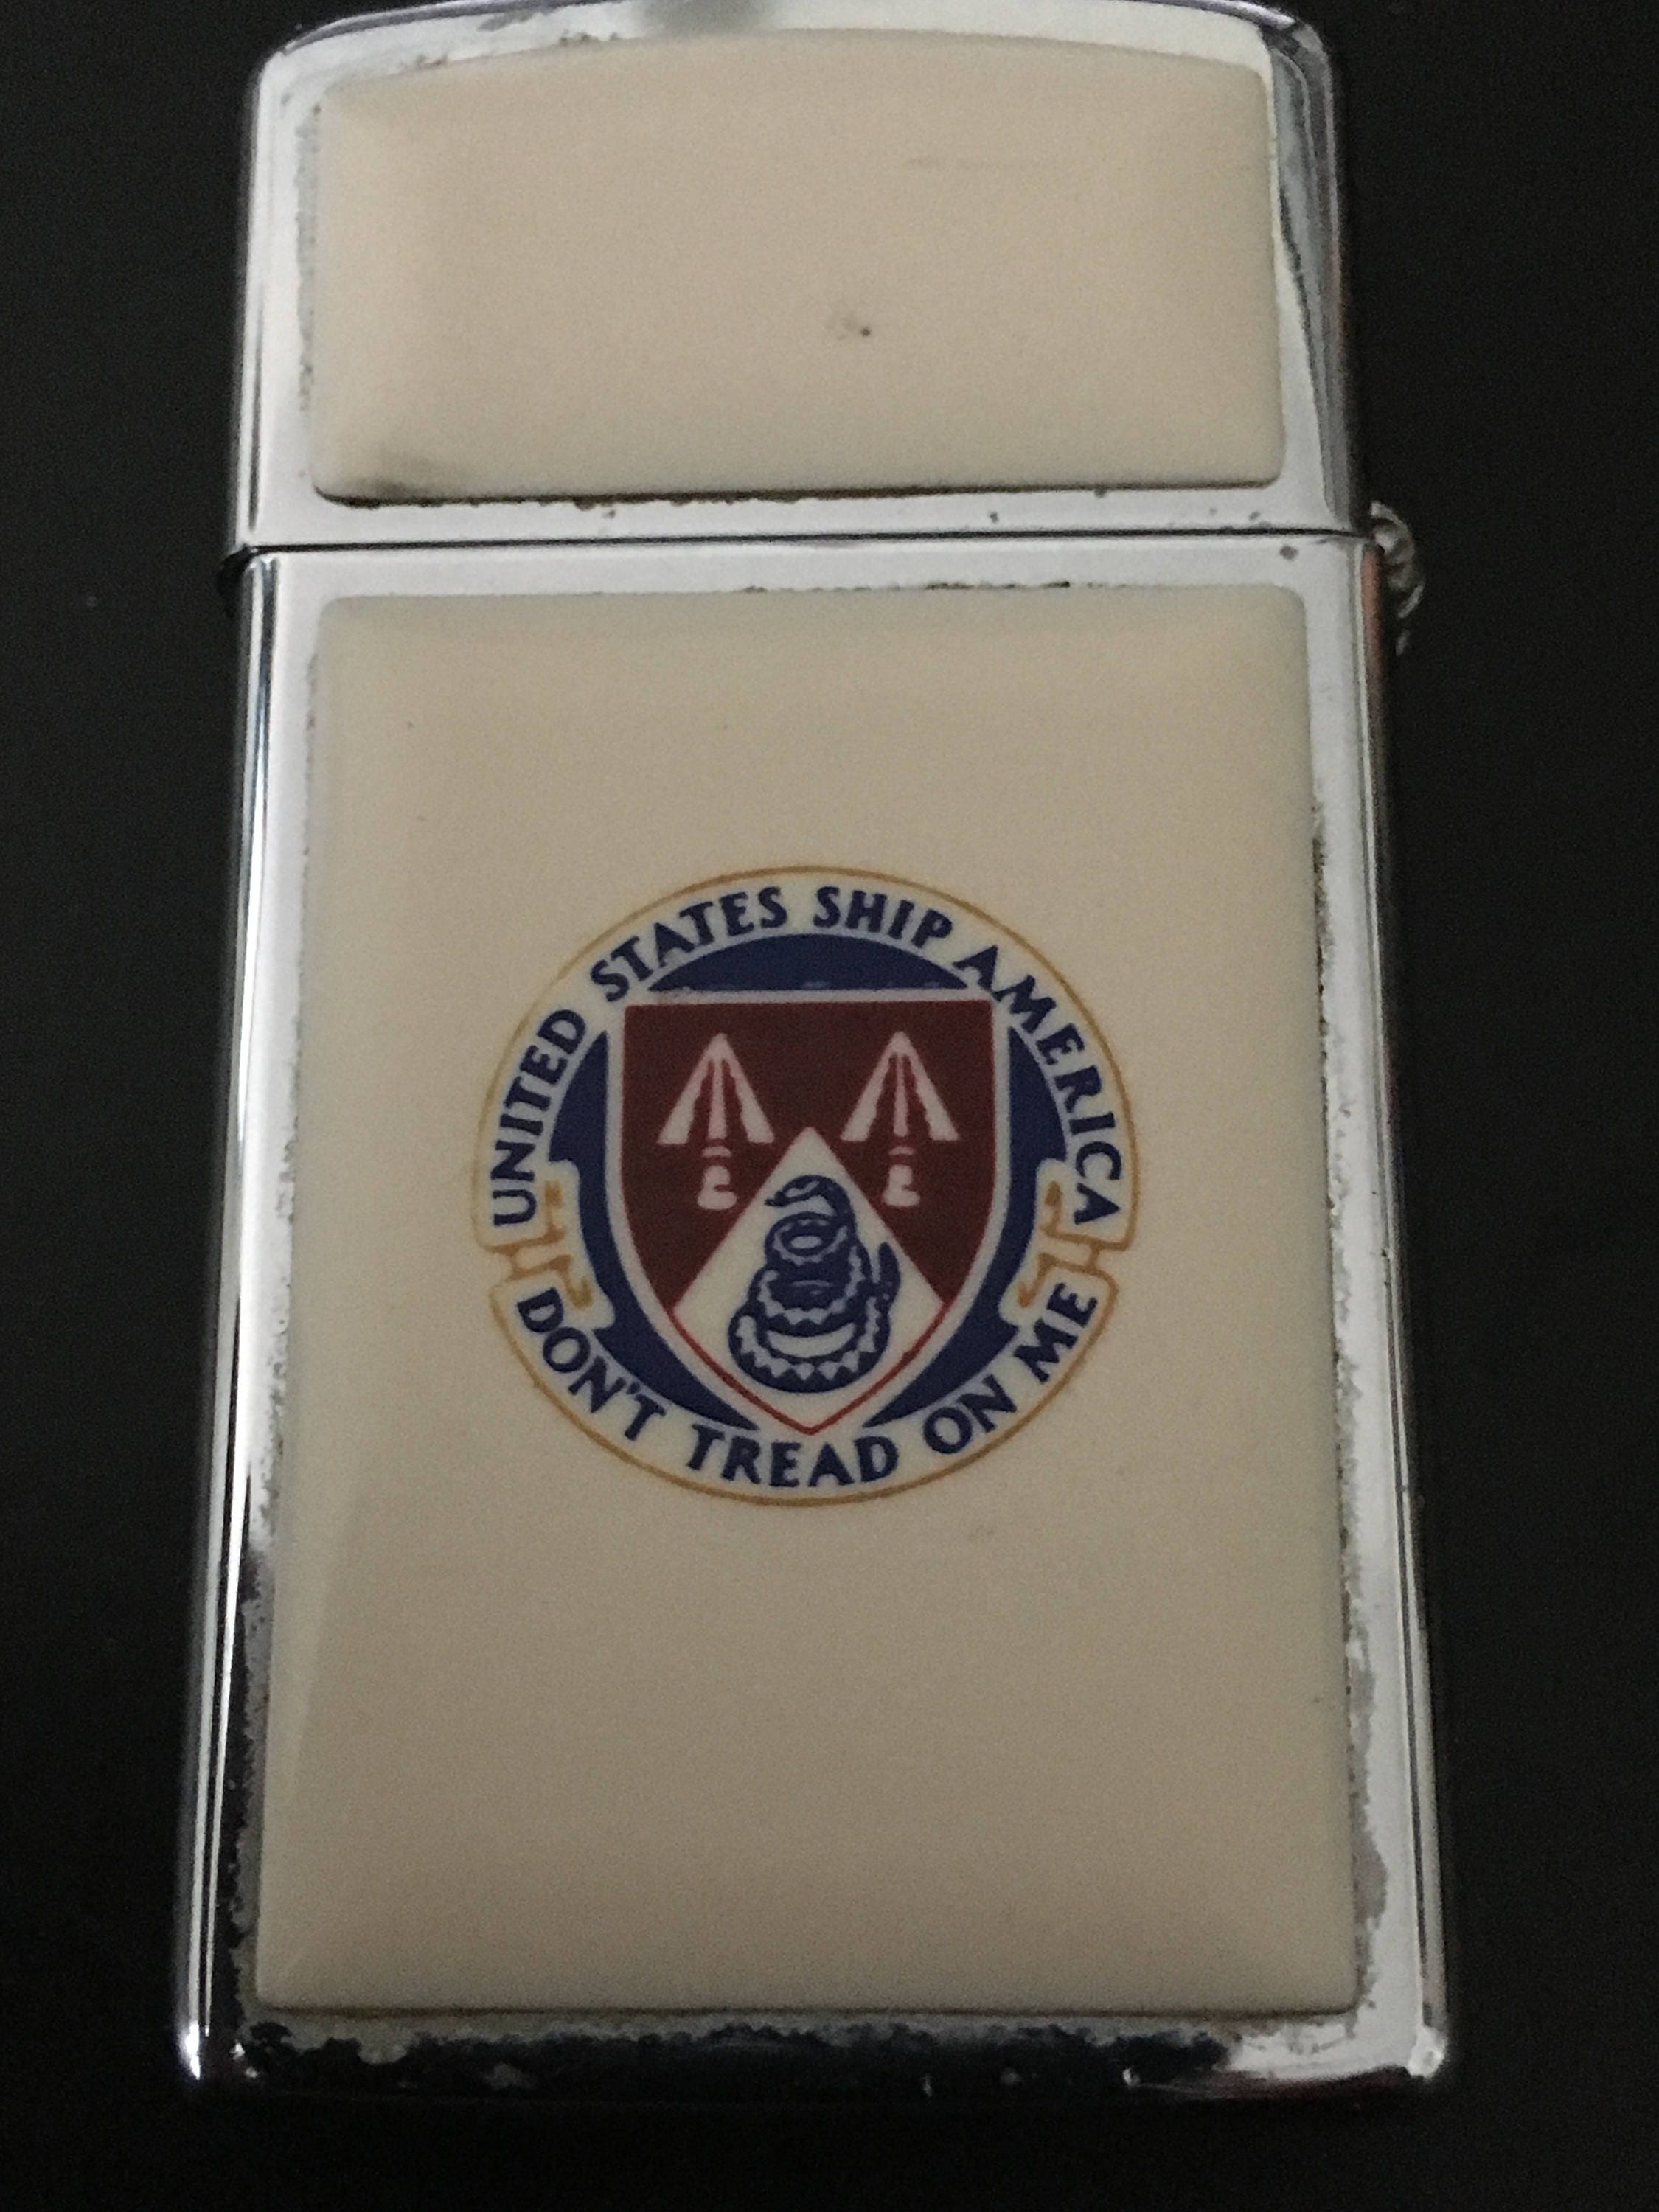 UNITED STATES SHIP AMERICA
DON'T TREAD ON ME